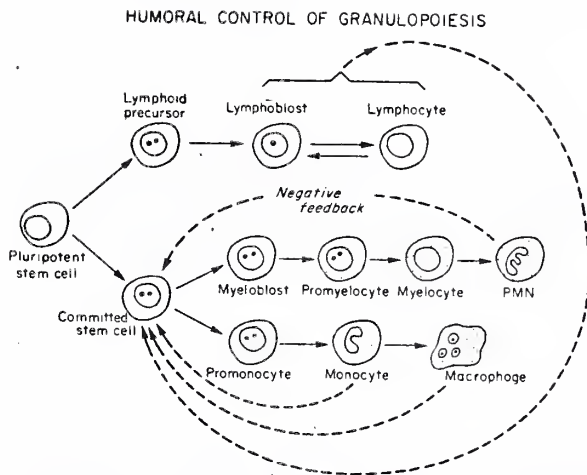 HUMORAL CONTROL OF GRANULOPOIESIS
Lymphoid
precursor
Lymphoblast
Lymphocyte
Negative
feedback
Pluripotent
stem cell
Myeloblast
Promyelocyte
Myelocyte
PMN
Committed
stem cell
Promonocyte
Monocyte
Macrophage